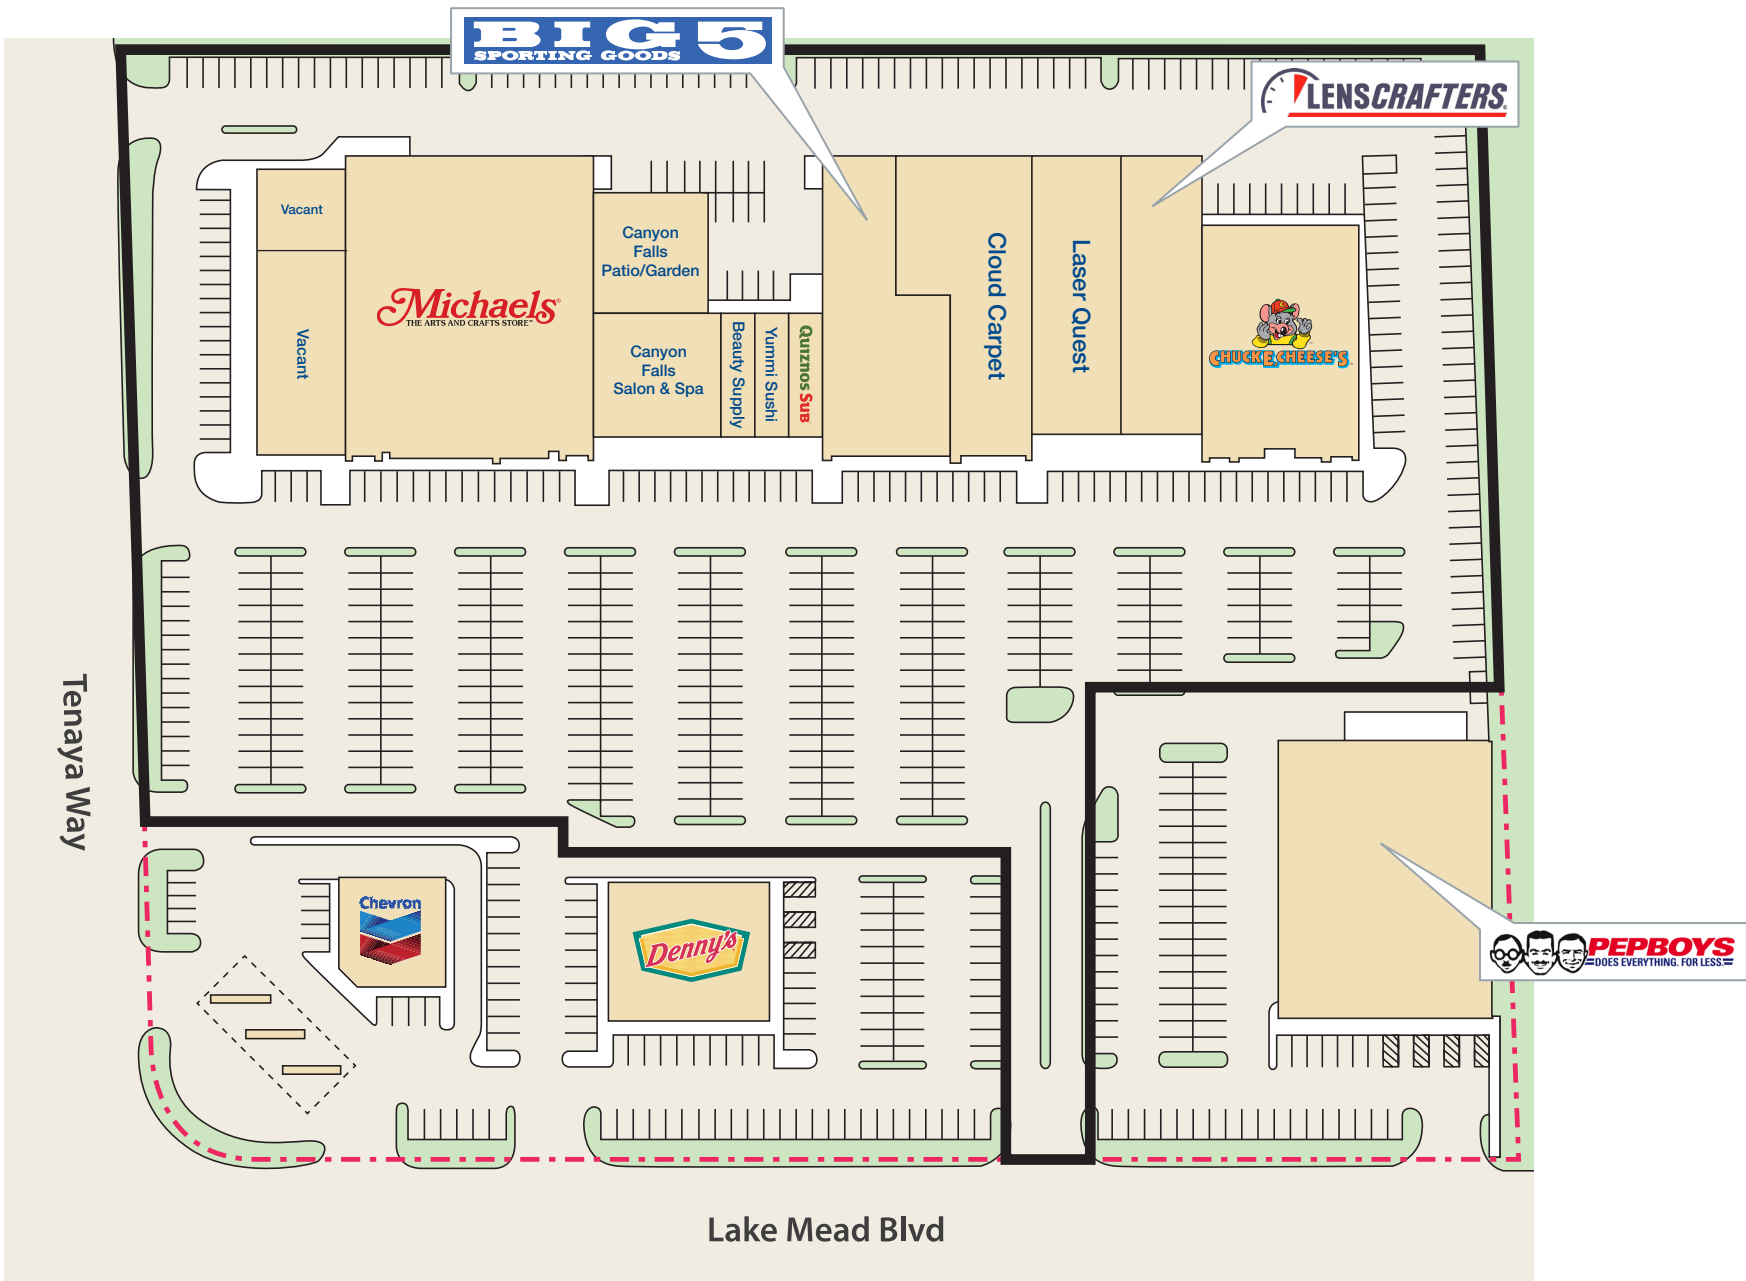 BIG 5
SPORTING GOODS
LENSCRAFTERS
Vacant
Vacant
Michaels
THE ARTS AND CRAFTS STORE
Canyon
Falls
Patio/Garden
Canyon
Falls
Salon & Spa
Beauty Supply
Yummi Sushi
Quiznos Sub
Cloud Carpet
Laser Quest
CHUCK E. CHEESE'S
Tenaya Way
Chevron
Denny's
PEPBOYS
DOES EVERYTHING. FOR LESS.
Lake Mead Blvd